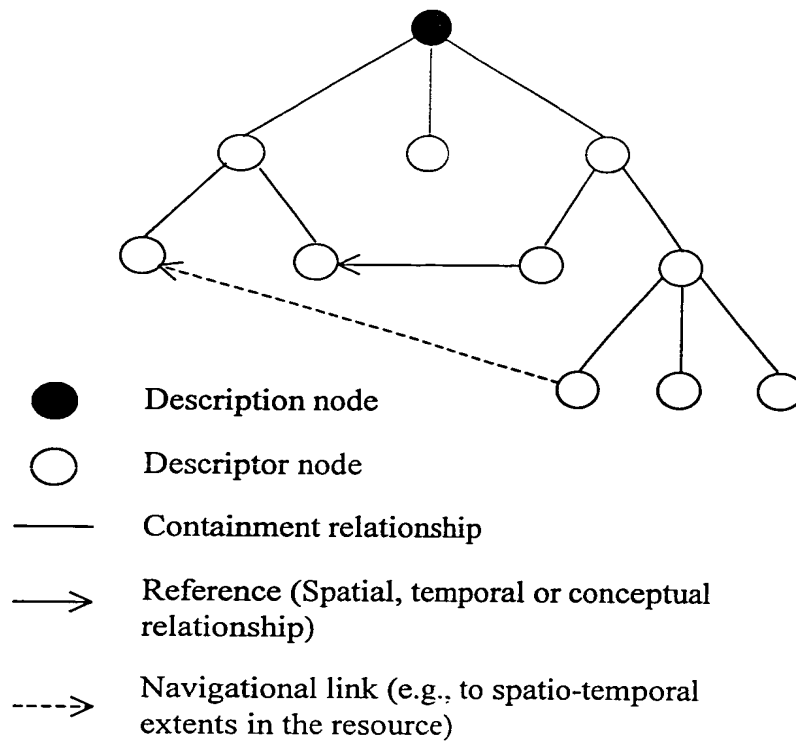 Description node
Descriptor node
Containment relationship
Reference (Spatial, temporal or conceptual
relationship)
Navigational link (e.g., to spatio-temporal
extents in the resource)